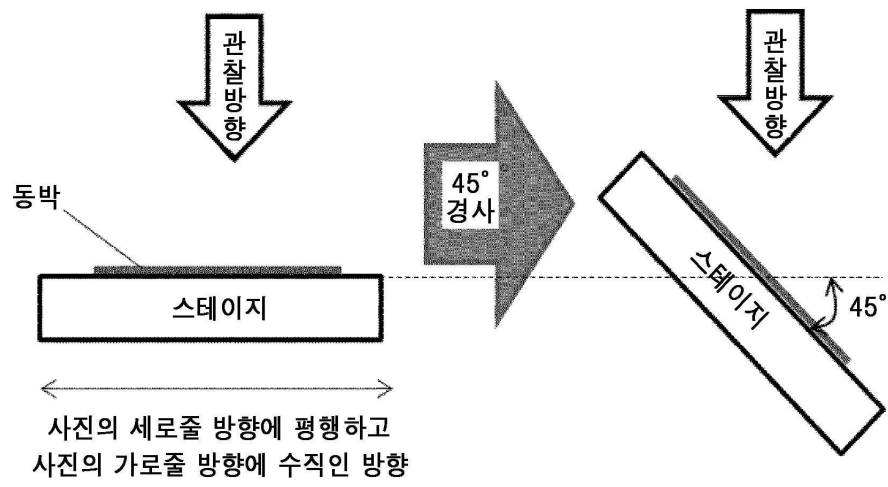 관찰방향
관찰방향
동박
45°
경사
스테이지
스테이지
45°
사진의 세로줄 방향에 평행하고
사진의 가로줄 방향에 수직인 방향